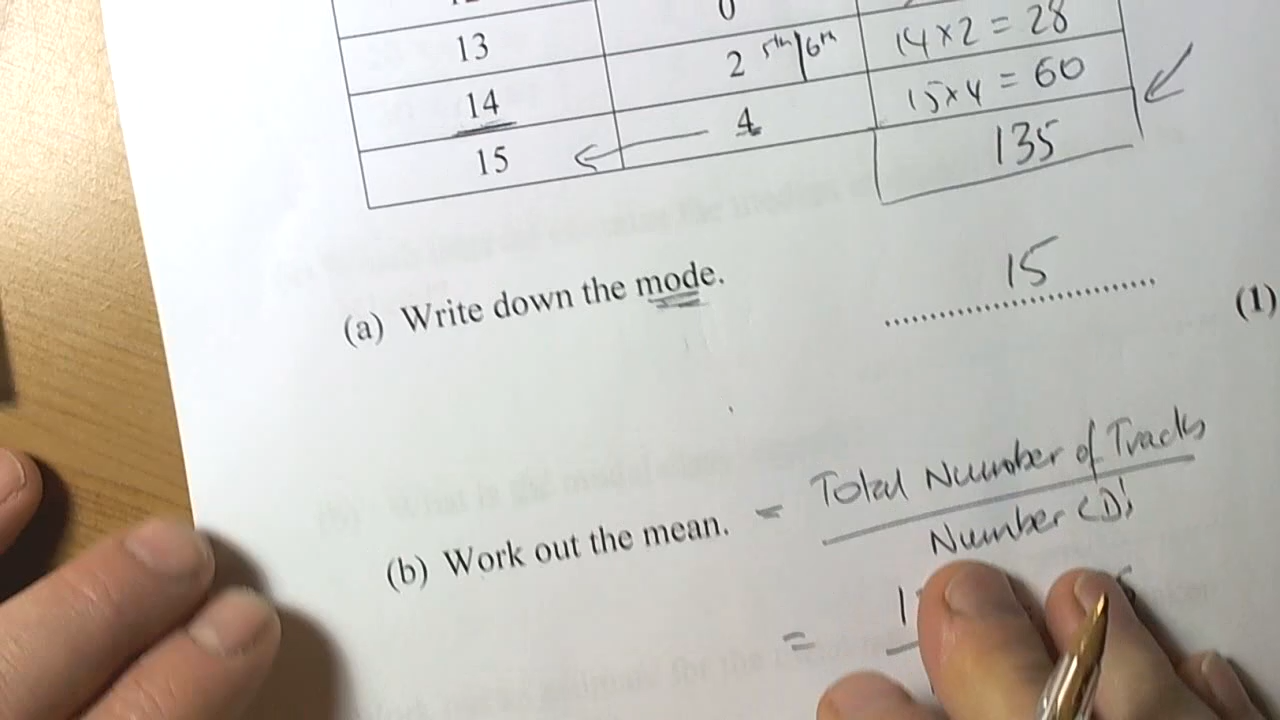 13 0
14 2 5th/6th 14×2 = 28
15 4 15×4 = 60
135
(a) Write down the mode. 15
(1)
(b) Work out the mean. = Total Number of Tracks
Number CD's
=